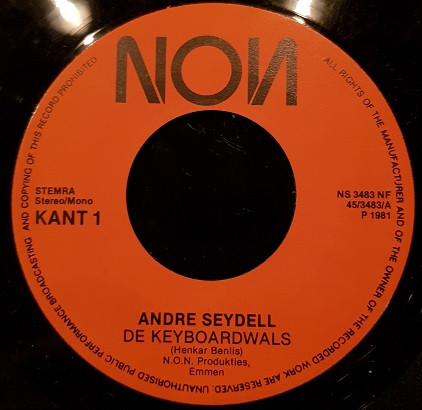 NON
STEMRA
Stereo/Mono
KANT 1
NS 3483 NF
45/3483/A
P 1981
ANDRE SEYDELL
DE KEYBOARDWALS
(Henkar Benlis)
N.O.N. Produkties,
Emmen
ALL RIGHTS OF THE MANUFACTURER AND OF THE OWNER OF THE RECORDED WORK ARE RESERVED. UNAUTHORISED PUBLIC PERFORMANCE BROADCASTING AND COPYING OF THIS RECORD PROHIBITED